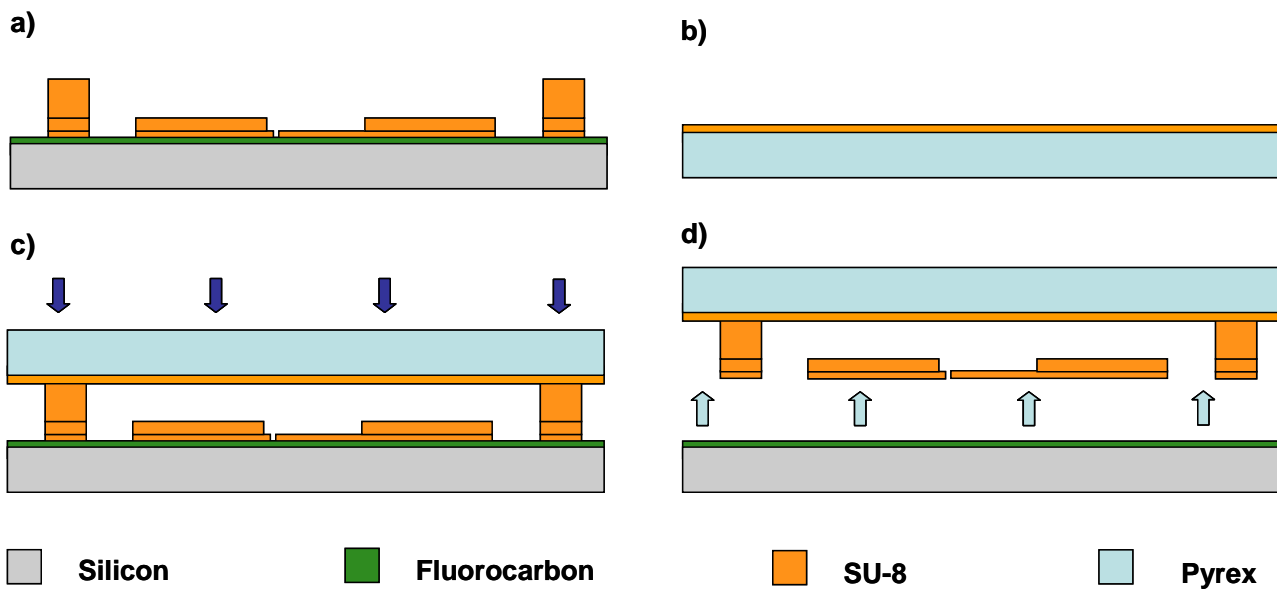 a)
b)
c)
d)
Silicon
Fluorocarbon
SU-8
Pyrex